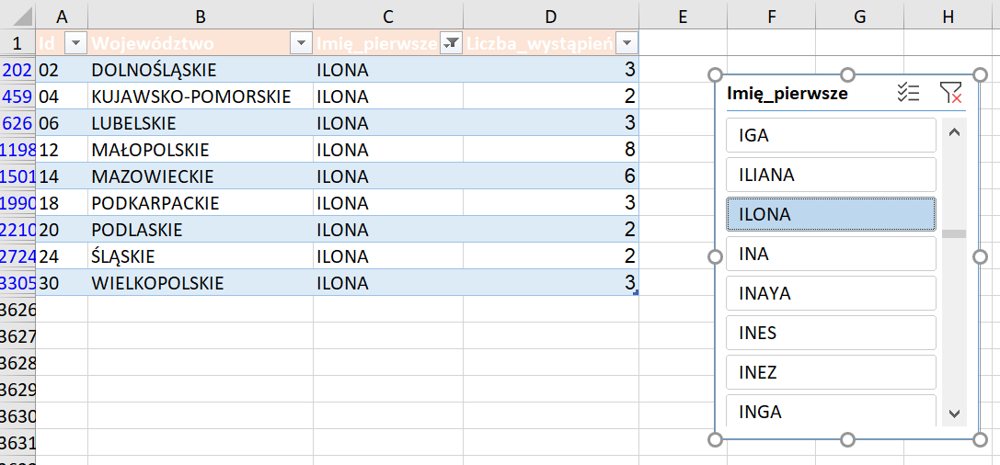 A B C D E F G H
1 Id Województwo Imię_pierwsze Liczba_wystąpień
202 02 DOLNOŚLĄSKIE ILONA 3
459 04 KUJAWSKO-POMORSKIE ILONA 2
626 06 LUBELSKIE ILONA 3
1198 12 MAŁOPOLSKIE ILONA 8
1501 14 MAZOWIECKIE ILONA 6
1990 18 PODKARPACKIE ILONA 3
2210 20 PODLASKIE ILONA 2
2724 24 ŚLĄSKIE ILONA 2
3305 30 WIELKOPOLSKIE ILONA 3
3626
3627
3628
3629
3630
3631
Imię_pierwsze
IGA
ILIANA
ILONA
INA
INAYA
INES
INEZ
INGA